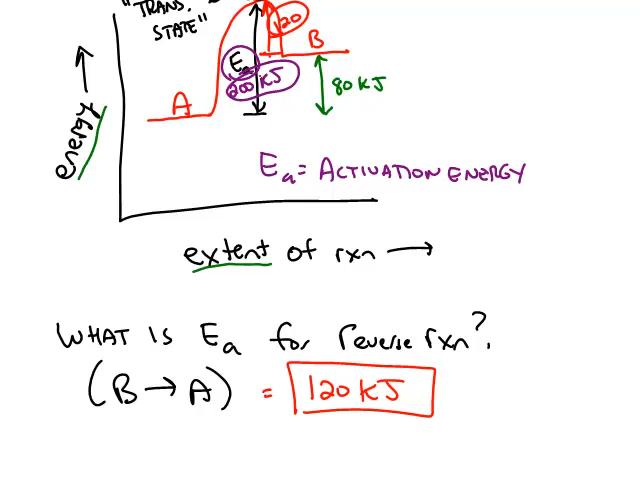 "TRANS.
STATE"
120
B
Ea
200 KJ
A
80 KJ
energy
Ea = ACTIVATION ENERGY
extent of rxn
WHAT IS Ea for reverse rxn?
(B → A) = 120 KJ